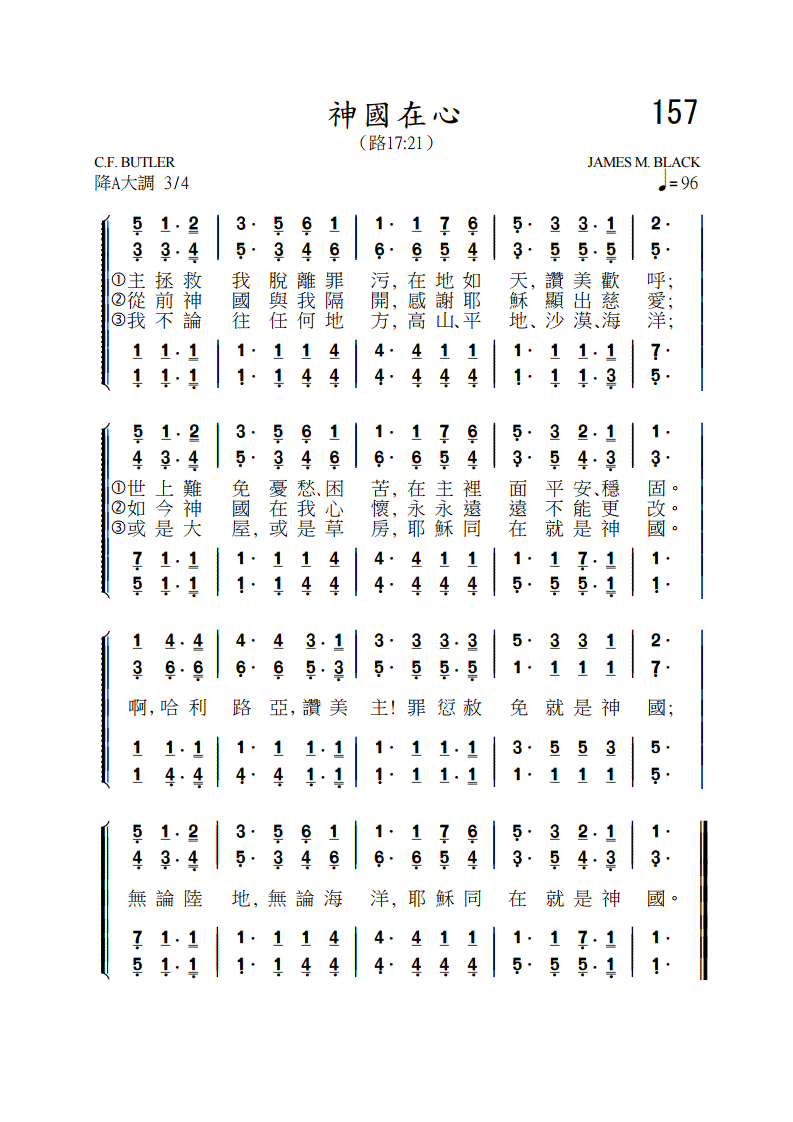 神國在心 157
（路17:21）
C.F. BUTLER JAMES M. BLACK
降A大調 3/4 ♩= 96
5 1 . 2 | 3 · 5 6 1 | 1 · 1 7 6 | 5 · 3 3 . 1 | 2 ·
3 3 . 4 | 5 · 3 4 6 | 6 · 6 5 4 | 3 · 5 5 . 5 | 5 ·
①主 拯 救 我 脫 離 罪 污, 在 地 如 天, 讚 美 歡 呼;
②從 前 神 國 與 我 隔 開, 感 謝 耶 穌 顯 出 慈 愛;
③我 不 論 往 任 何 地 方, 高 山、平 地、沙 漠、海 洋;
1 1 . 1 | 1 · 1 1 4 | 4 · 4 1 1 | 1 · 1 1 . 1 | 7 ·
1 1 . 1 | 1 · 1 4 4 | 4 · 4 4 4 | 1 · 1 1 . 3 | 5 ·
5 1 . 2 | 3 · 5 6 1 | 1 · 1 7 6 | 5 · 3 2 . 1 | 1 ·
4 3 . 4 | 5 · 3 4 6 | 6 · 6 5 4 | 3 · 5 4 . 3 | 3 ·
①世 上 難 免 憂 愁、困 苦, 在 主 裡 面 平 安、穩 固。
②如 今 神 國 在 我 心 懷, 永 永 遠 遠 不 能 更 改。
③或 是 大 屋, 或 是 草 房, 耶 穌 同 在 就 是 神 國。
7 1 . 1 | 1 · 1 1 4 | 4 · 4 1 1 | 1 · 1 7 . 1 | 1 ·
5 1 . 1 | 1 · 1 4 4 | 4 · 4 4 4 | 5 · 5 5 . 1 | 1 ·
1 4 . 4 | 4 · 4 3 . 1 | 3 · 3 3 . 3 | 5 · 3 3 1 | 2 ·
3 6 . 6 | 6 · 6 5 . 3 | 5 · 5 5 . 5 | 1 · 1 1 1 | 7 ·
啊, 哈 利 路 亞, 讚 美 主! 罪 愆 赦 免 就 是 神 國;
1 1 . 1 | 1 · 1 1 . 1 | 1 · 1 1 . 1 | 3 · 5 5 3 | 5 ·
1 4 . 4 | 4 · 4 1 . 1 | 1 · 1 1 . 1 | 1 · 1 1 1 | 5 ·
5 1 . 2 | 3 · 5 6 1 | 1 · 1 7 6 | 5 · 3 2 . 1 | 1 ·
4 3 . 4 | 5 · 3 4 6 | 6 · 6 5 4 | 3 · 5 4 . 3 | 3 ·
無 論 陸 地, 無 論 海 洋, 耶 穌 同 在 就 是 神 國。
7 1 . 1 | 1 · 1 1 4 | 4 · 4 1 1 | 1 · 1 7 . 1 | 1 ·
5 1 . 1 | 1 · 1 4 4 | 4 · 4 4 4 | 5 · 5 5 . 1 | 1 ·